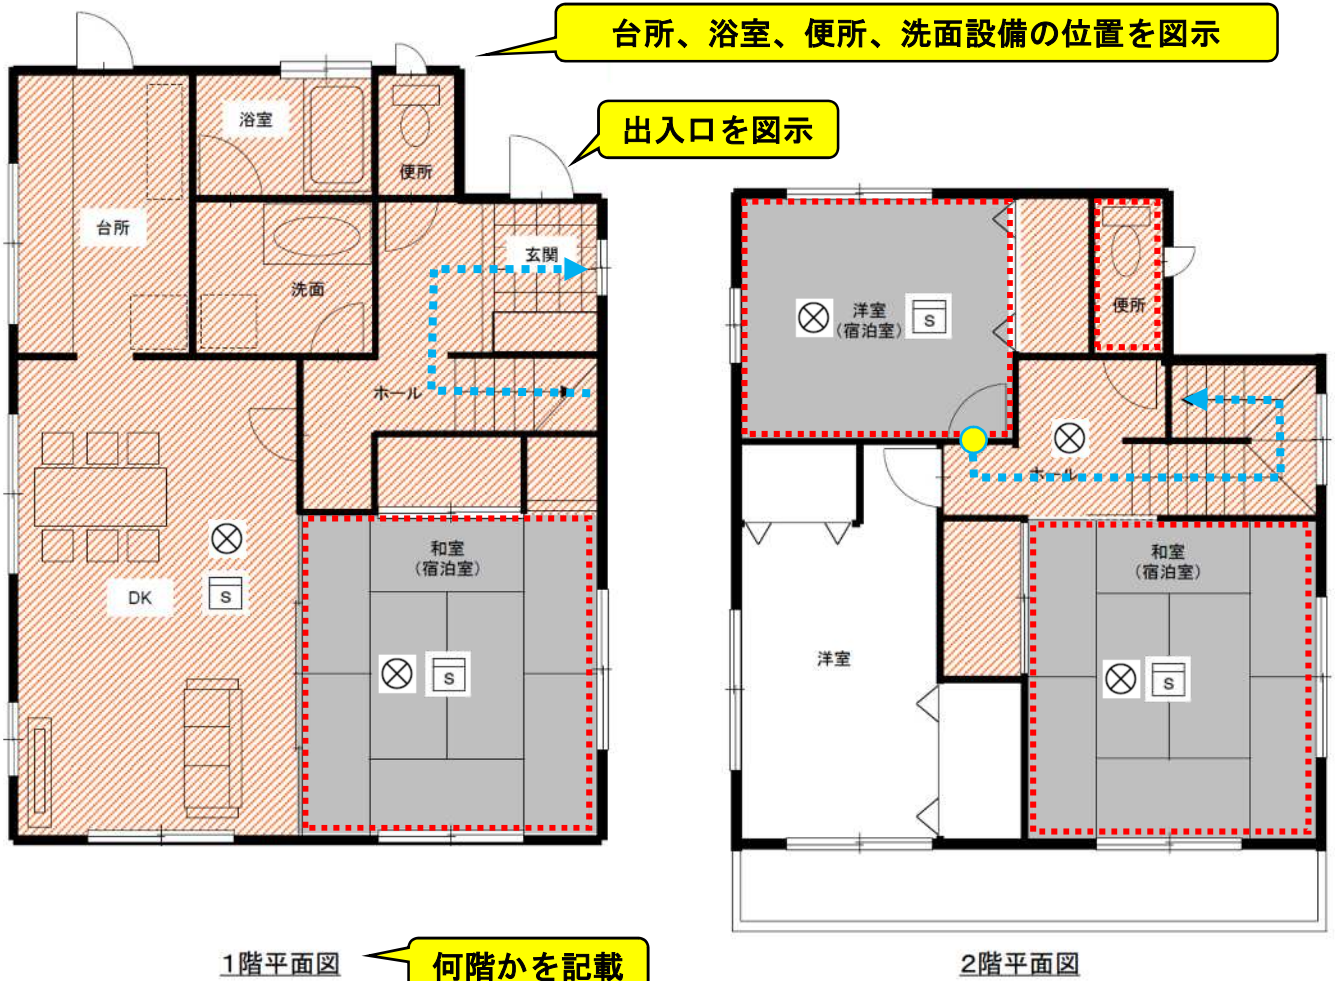 台所、浴室、便所、洗面設備の位置を図示
出入口を図示
浴室
便所
台所
玄関
洗面
ホール
和室
（宿泊室）
DK
S
S
1階平面図
何階かを記載
洋室
（宿泊室）
S
便所
ホール
和室
（宿泊室）
洋室
S
2階平面図